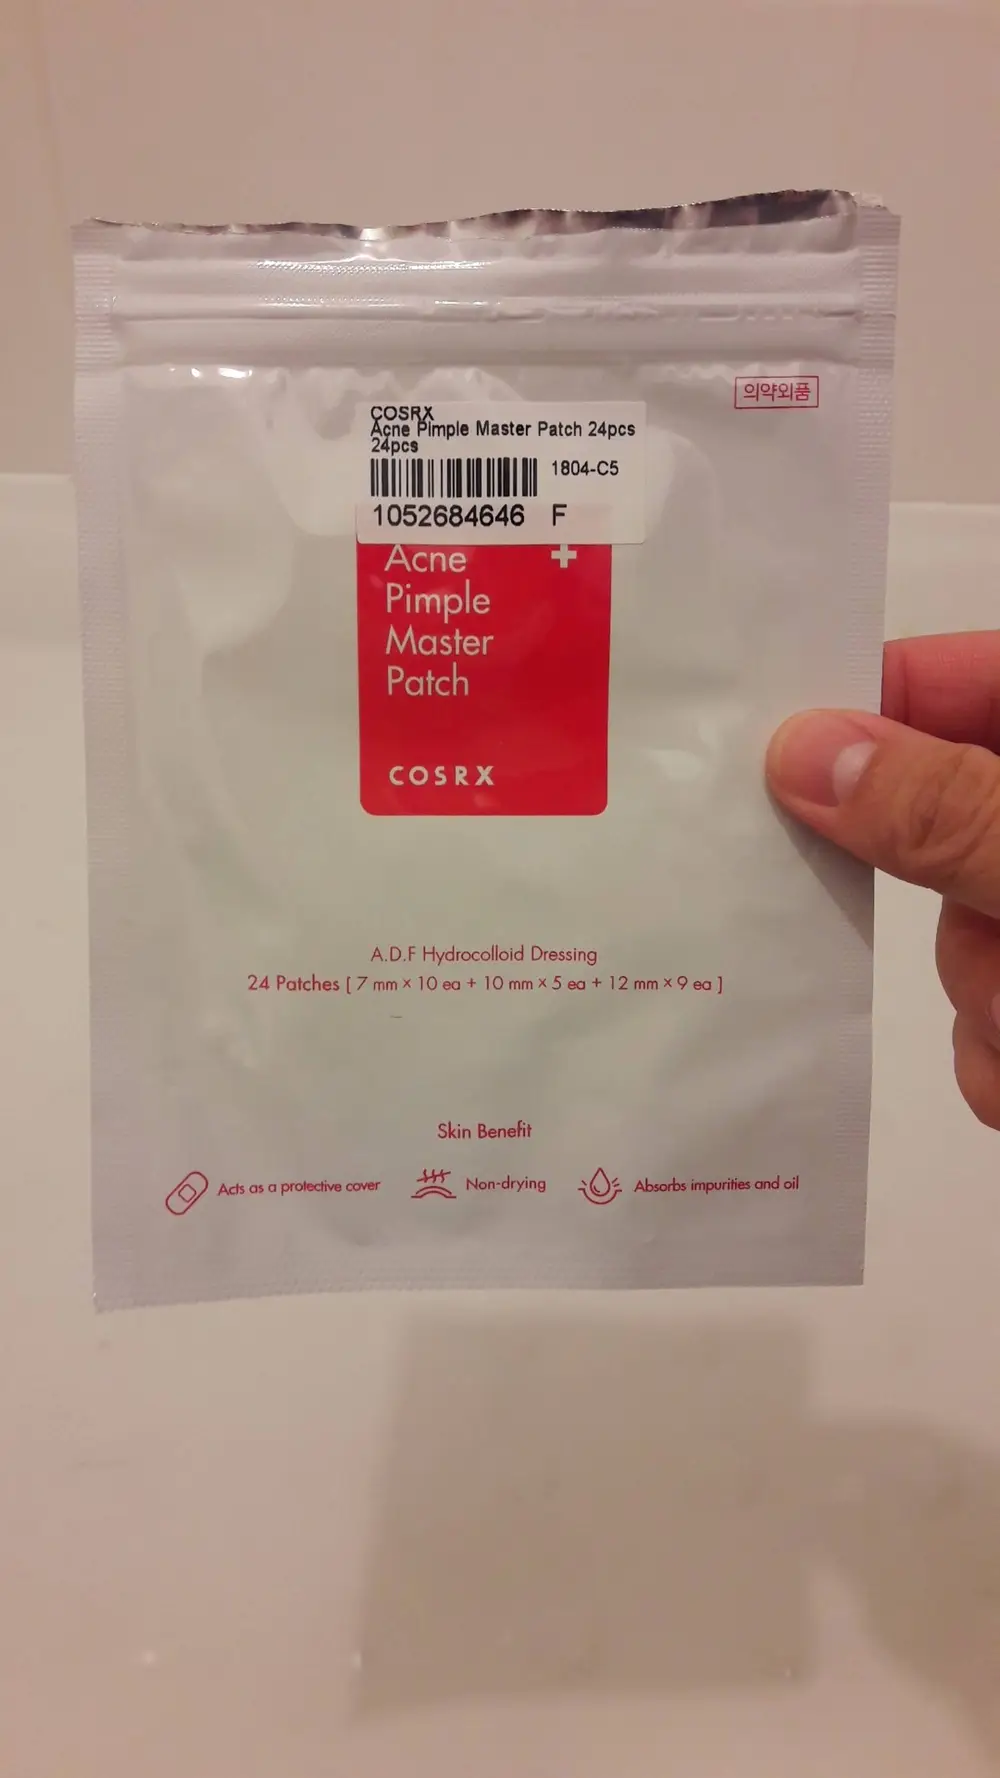 의약외품
COSRX
Acne Pimple Master Patch 24pcs
24pcs
1804-C5
1052684646 F
Acne +
Pimple
Master
Patch
COSRX
A.D.F Hydrocolloid Dressing
24 Patches [ 7 mm × 10 ea + 10 mm × 5 ea + 12 mm × 9 ea ]
Skin Benefit
Acts as a protective cover
Non-drying
Absorbs impurities and oil